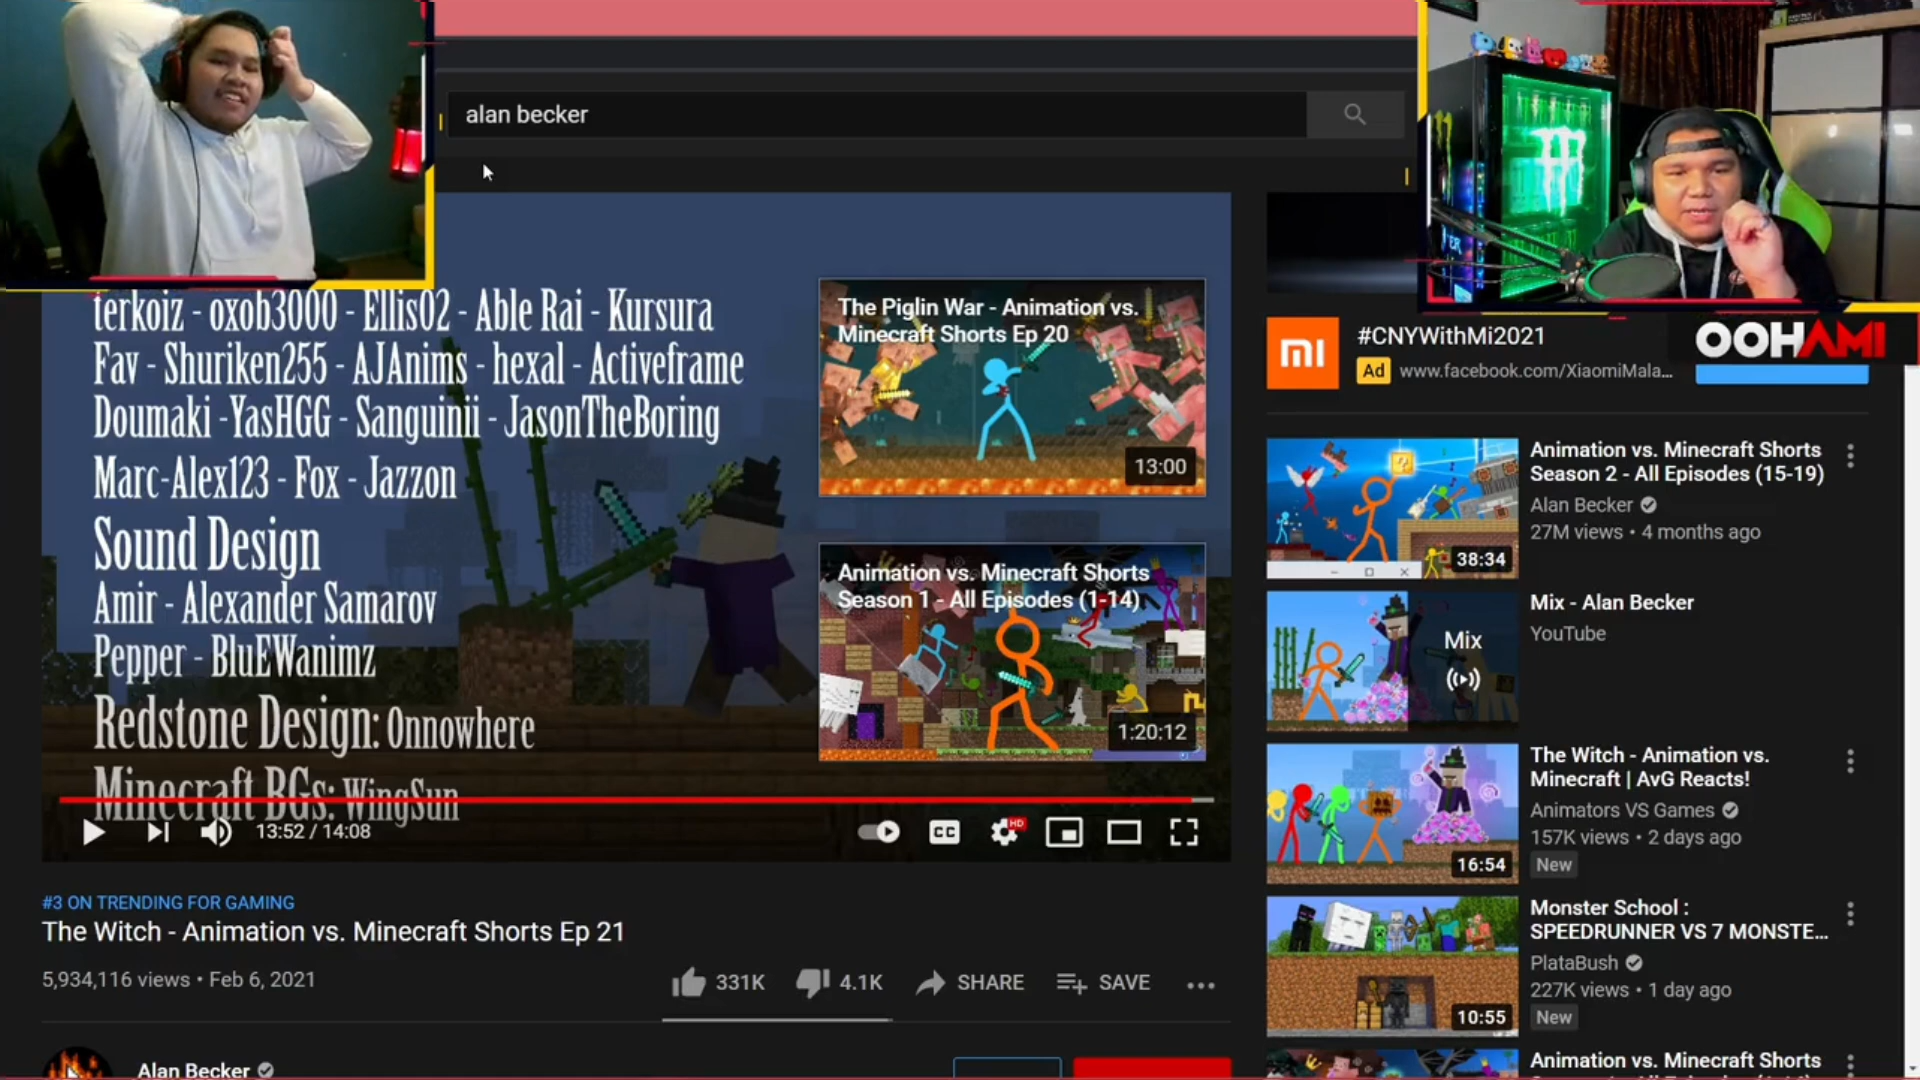 alan becker
terkoiz - oxob3000 - Ellis02 - Able Rai - Kursura
Fav - Shuriken255 - AJAnims - hexal - Activeframe
Doumaki -YasHGG - Sanguinii - JasonTheBoring
Marc-Alex123 - Fox - Jazzon
Sound Design
Amir - Alexander Samarov
Pepper - BluEWanimz
Redstone Design: Onnowhere
Minecraft BGs: WingSun
The Piglin War - Animation vs.
Minecraft Shorts Ep 20
13:00
Animation vs. Minecraft Shorts
Season 1 - All Episodes (1-14)
1:20:12
13:52 / 14:08
CC
HD
#3 ON TRENDING FOR GAMING
The Witch - Animation vs. Minecraft Shorts Ep 21
5,934,116 views • Feb 6, 2021
331K
4.1K
SHARE
SAVE
Alan Becker
OOHAMI
mi
#CNYWithMi2021
Ad www.facebook.com/XiaomiMala...
Animation vs. Minecraft Shorts
Season 2 - All Episodes (15-19)
Alan Becker
27M views • 4 months ago
38:34
Mix - Alan Becker
YouTube
Mix
The Witch - Animation vs.
Minecraft | AvG Reacts!
Animators VS Games
157K views • 2 days ago
New
16:54
Monster School :
SPEEDRUNNER VS 7 MONSTE...
PlataBush
227K views • 1 day ago
New
10:55
Animation vs. Minecraft Shorts